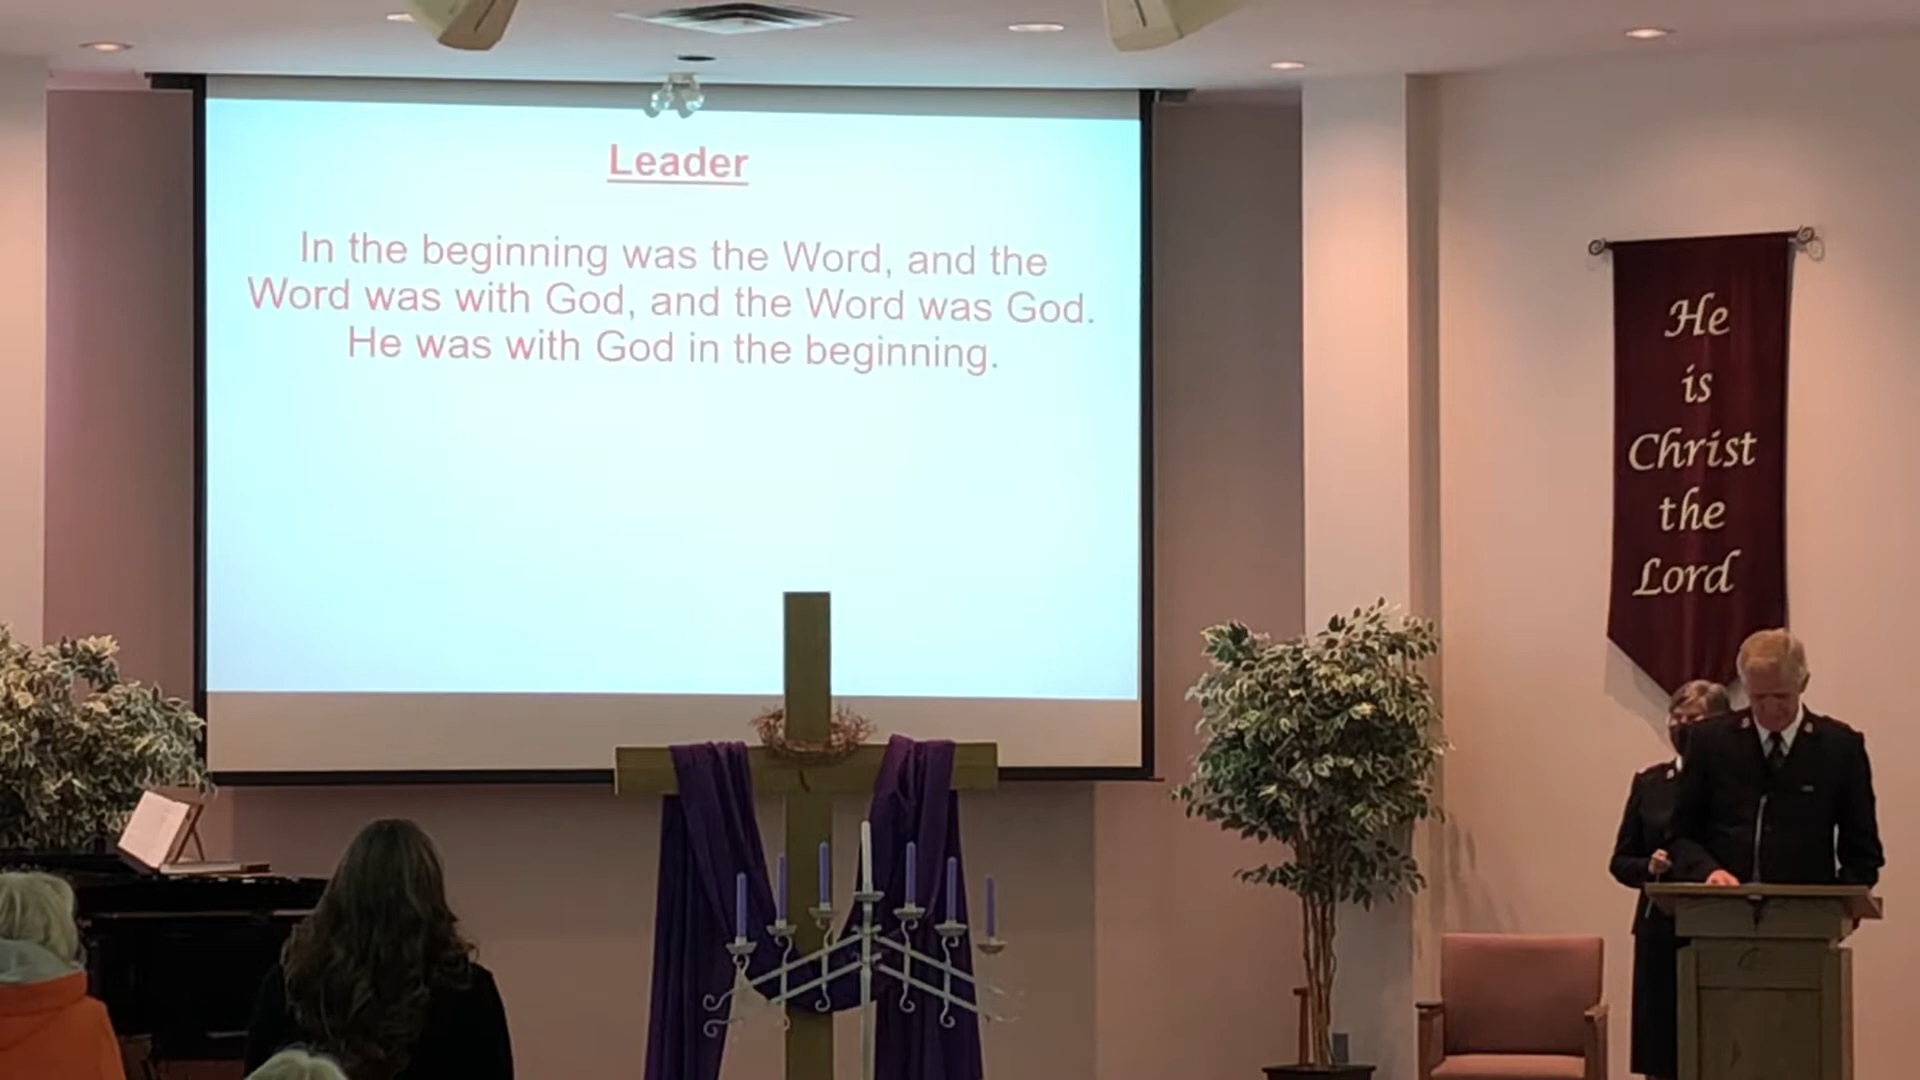 Leader
In the beginning was the Word, and the
Word was with God, and the Word was God.
He was with God in the beginning.
He
is
Christ
the
Lord